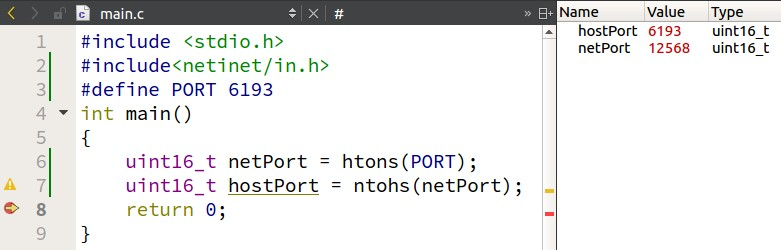 main.c #
Name Value Type
hostPort 6193 uint16_t
netPort 12568 uint16_t
1 #include <stdio.h>
2 #include<netinet/in.h>
3 #define PORT 6193
4 int main()
5 {
6 uint16_t netPort = htons(PORT);
7 uint16_t hostPort = ntohs(netPort);
8 return 0;
9 }